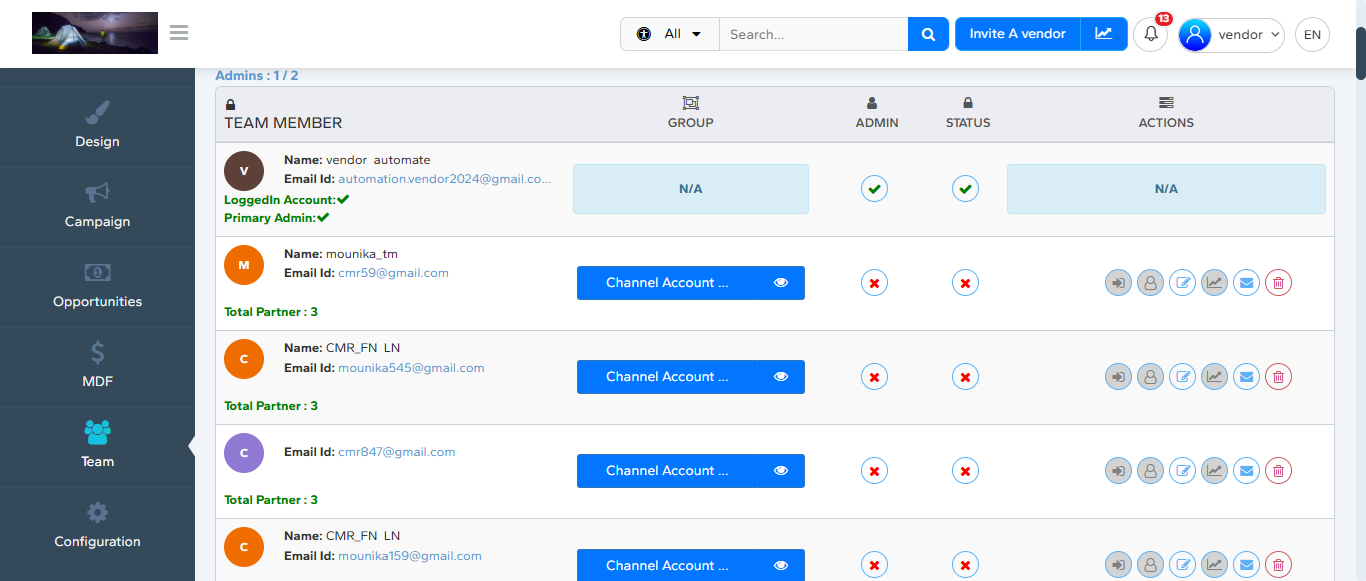 All
Search...
Invite A vendor
13
vendor
EN
Design
Campaign
Opportunities
MDF
Team
Configuration
Admins : 1 / 2
TEAM MEMBER
GROUP
ADMIN
STATUS
ACTIONS
V
Name: vendor automate
Email Id: automation.vendor2024@gmail.co...
LoggedIn Account:
Primary Admin:
N/A
N/A
M
Name: mounika_tm
Email Id: cmr59@gmail.com
Total Partner : 3
Channel Account ...
C
Name: CMR_FN LN
Email Id: mounika545@gmail.com
Total Partner : 3
Channel Account ...
C
Email Id: cmr847@gmail.com
Total Partner : 3
Channel Account ...
C
Name: CMR_FN LN
Email Id: mounika159@gmail.com
Channel Account ...